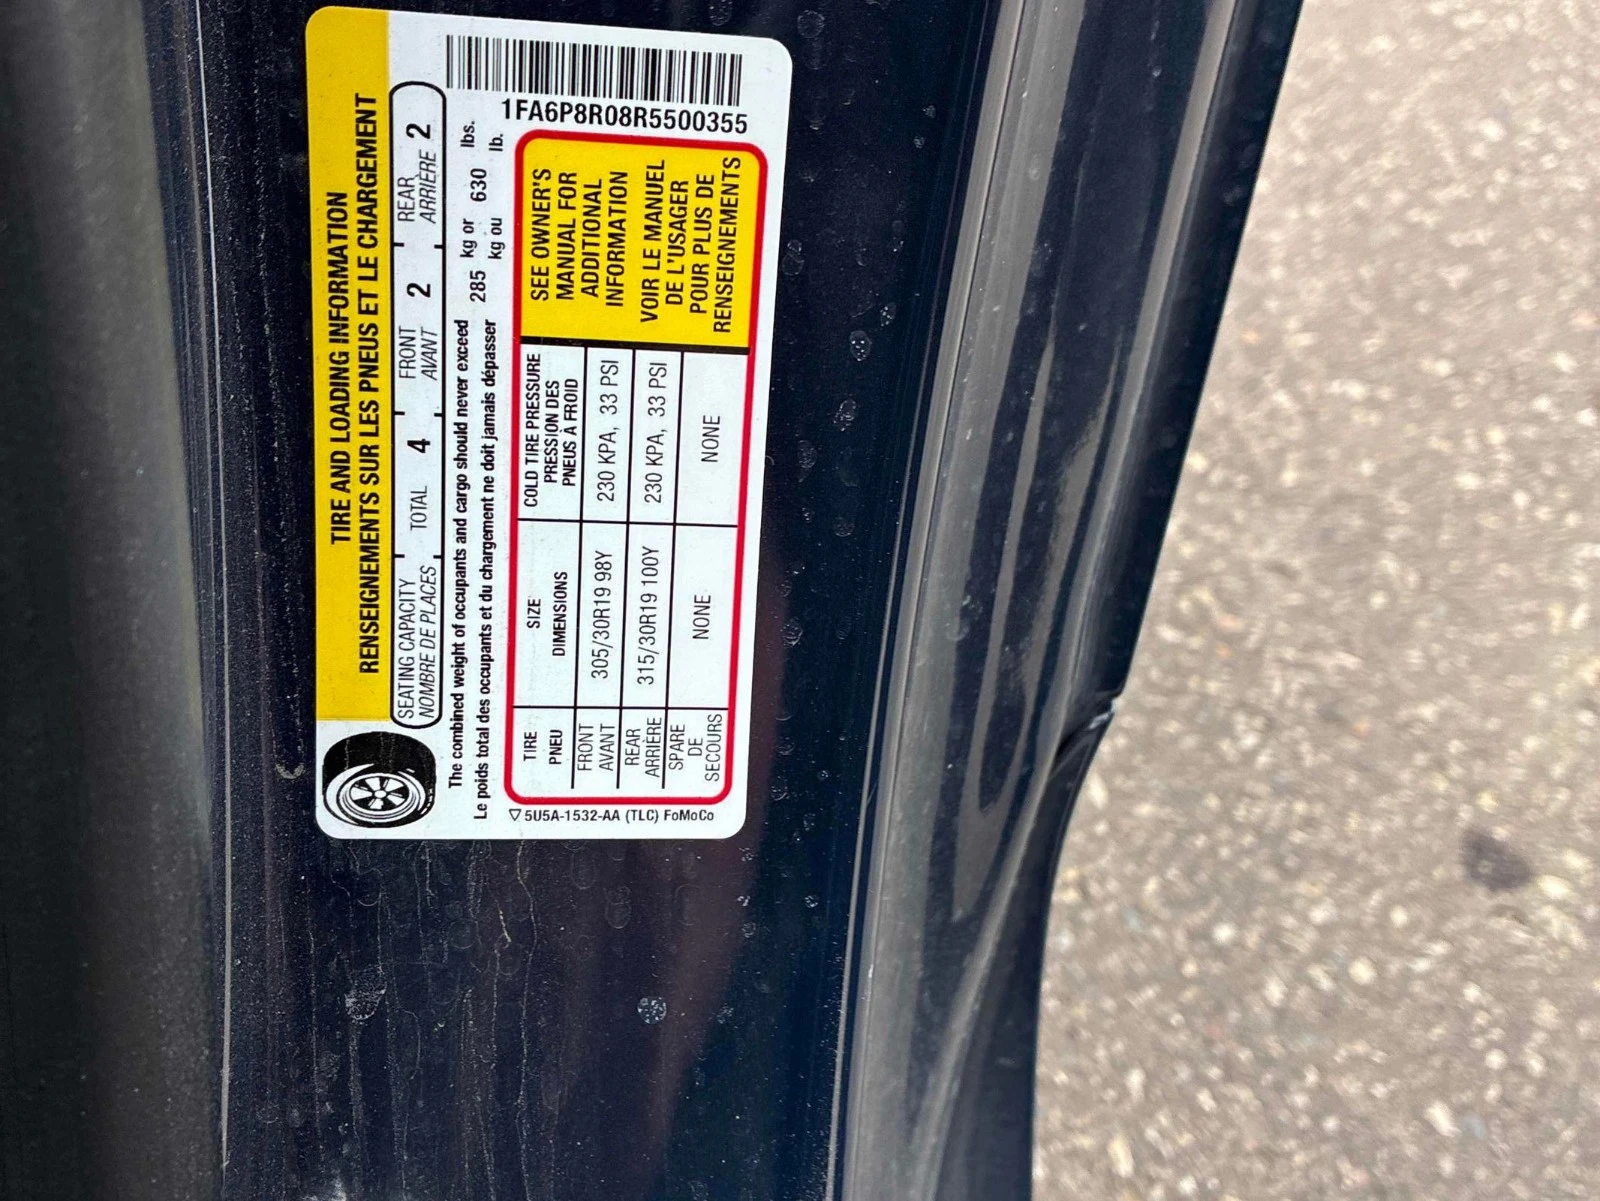 TIRE AND LOADING INFORMATION
RENSEIGNEMENTS SUR LES PNEUS ET LE CHARGEMENT
SEATING CAPACITY TOTAL 4 FRONT 2 REAR 2
NOMBRE DE PLACES AVANT ARRIÈRE
The combined weight of occupants and cargo should never exceed 285 kg or 630 lbs.
Le poids total des occupants et du chargement ne doit jamais dépasser kg ou lb.
1FA6P8R08R5500355
TIRE SIZE COLD TIRE PRESSURE
PNEU DIMENSIONS PRESSION DES
PNEUS À FROID
FRONT
AVANT 305/30R19 98Y 230 KPA, 33 PSI
REAR
ARRIÈRE 315/30R19 100Y 230 KPA, 33 PSI
SPARE
DE
SECOURS NONE NONE
SEE OWNER'S
MANUAL FOR
ADDITIONAL
INFORMATION
VOIR LE MANUEL
DE L'USAGER
POUR PLUS DE
RENSEIGNEMENTS
5U5A-1532-AA (TLC) FoMoCo